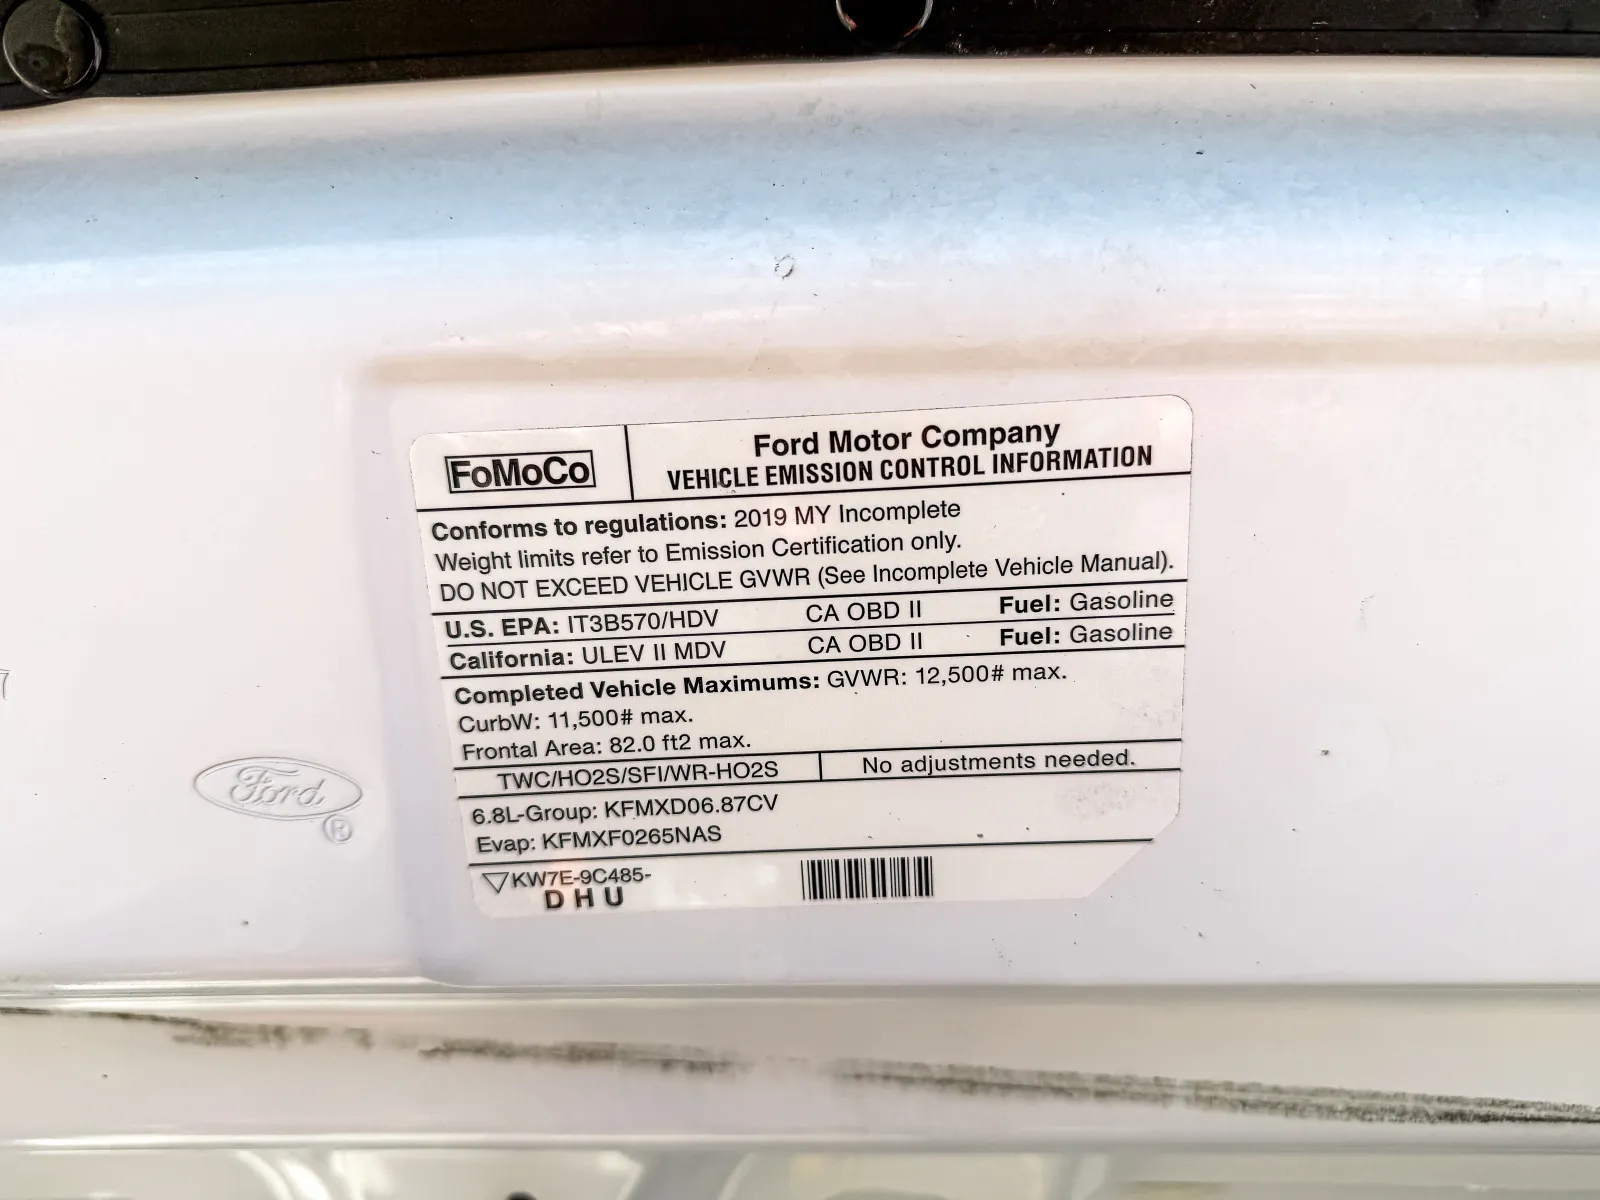 FoMoCo
Ford Motor Company
VEHICLE EMISSION CONTROL INFORMATION
Conforms to regulations: 2019 MY Incomplete
Weight limits refer to Emission Certification only.
DO NOT EXCEED VEHICLE GVWR (See Incomplete Vehicle Manual).
U.S. EPA: IT3B570/HDV CA OBD II Fuel: Gasoline
California: ULEV II MDV CA OBD II Fuel: Gasoline
Completed Vehicle Maximums: GVWR: 12,500# max.
CurbW: 11,500# max.
Frontal Area: 82.0 ft2 max.
TWC/HO2S/SFI/WR-HO2S No adjustments needed.
6.8L-Group: KFMXD06.87CV
Evap: KFMXF0265NAS
KW7E-9C485-
D H U
Ford
®